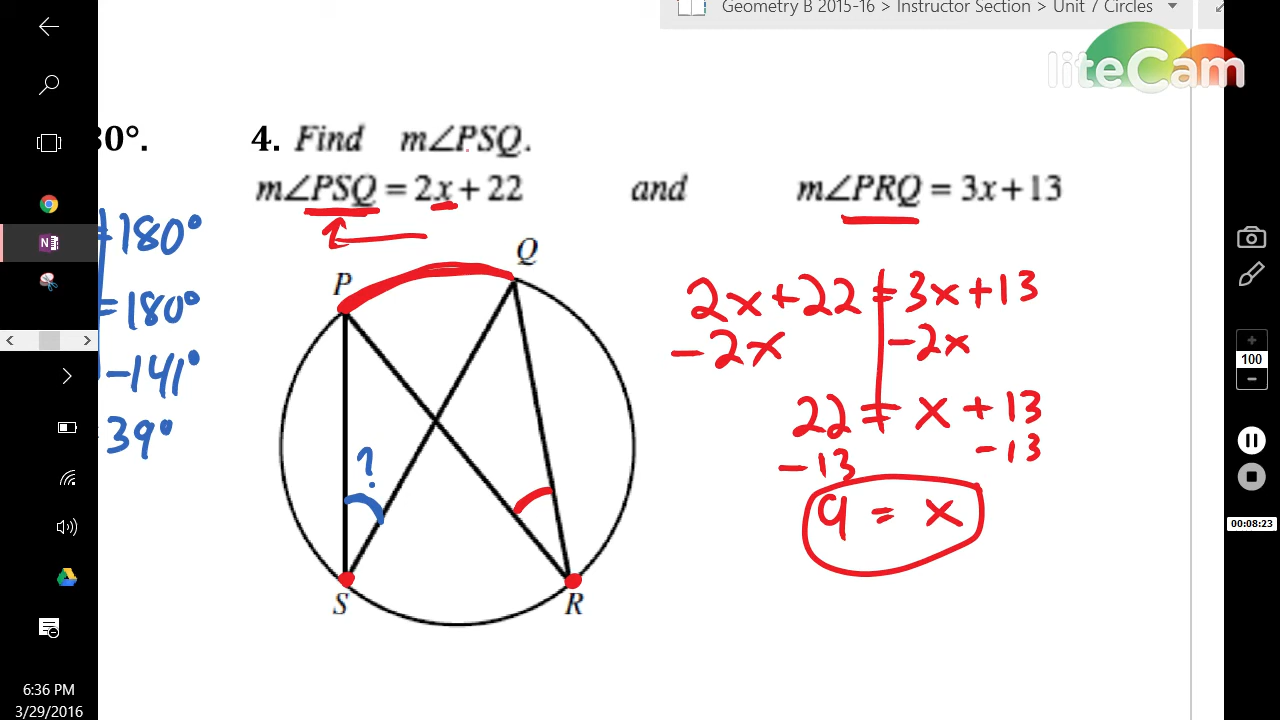 Geometry B 2015-16 > Instructor Section > Unit 7 Circles
liteCam
30°.
4. Find m∠PSQ.
m∠PSQ = 2x + 22 and m∠PRQ = 3x + 13
= 180°
= 180°
-141°
39°
Q
P
?
S
R
2x+22 = 3x+13
-2x -2x
22 = x + 13
-13 -13
9 = x
100
00:08:23
6:36 PM
3/29/2016